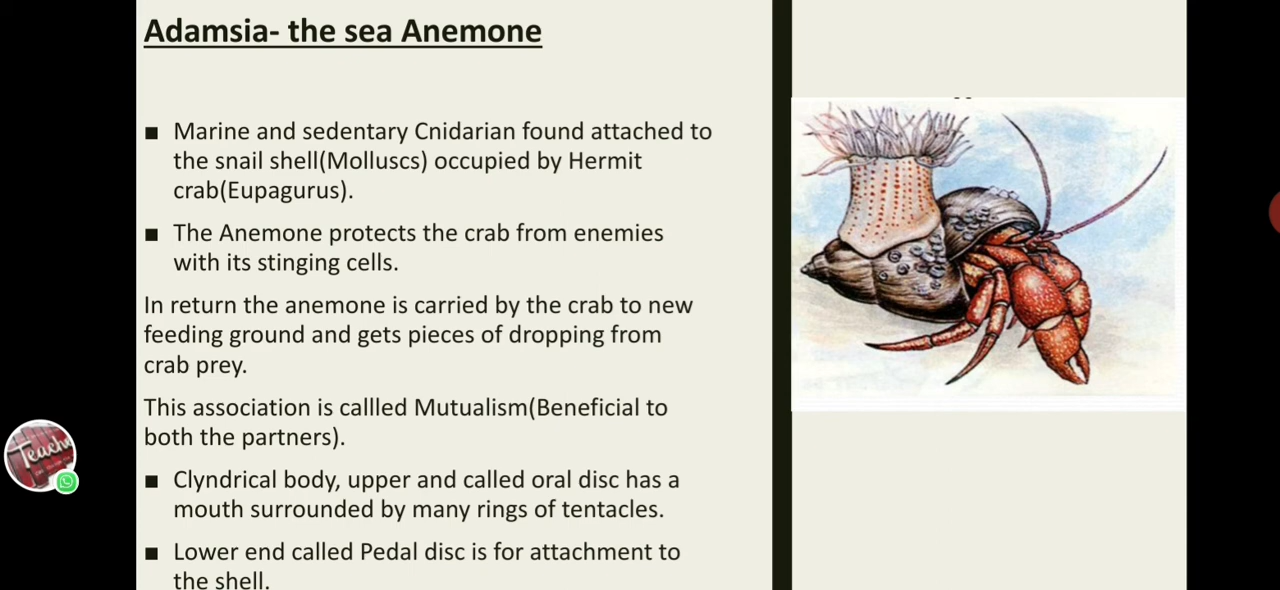 Adamsia- the sea Anemone
▪ Marine and sedentary Cnidarian found attached to
the snail shell(Molluscs) occupied by Hermit
crab(Eupagurus).
▪ The Anemone protects the crab from enemies
with its stinging cells.
In return the anemone is carried by the crab to new
feeding ground and gets pieces of dropping from
crab prey.
This association is callled Mutualism(Beneficial to
both the partners).
▪ Clyndrical body, upper and called oral disc has a
mouth surrounded by many rings of tentacles.
▪ Lower end called Pedal disc is for attachment to
the shell.